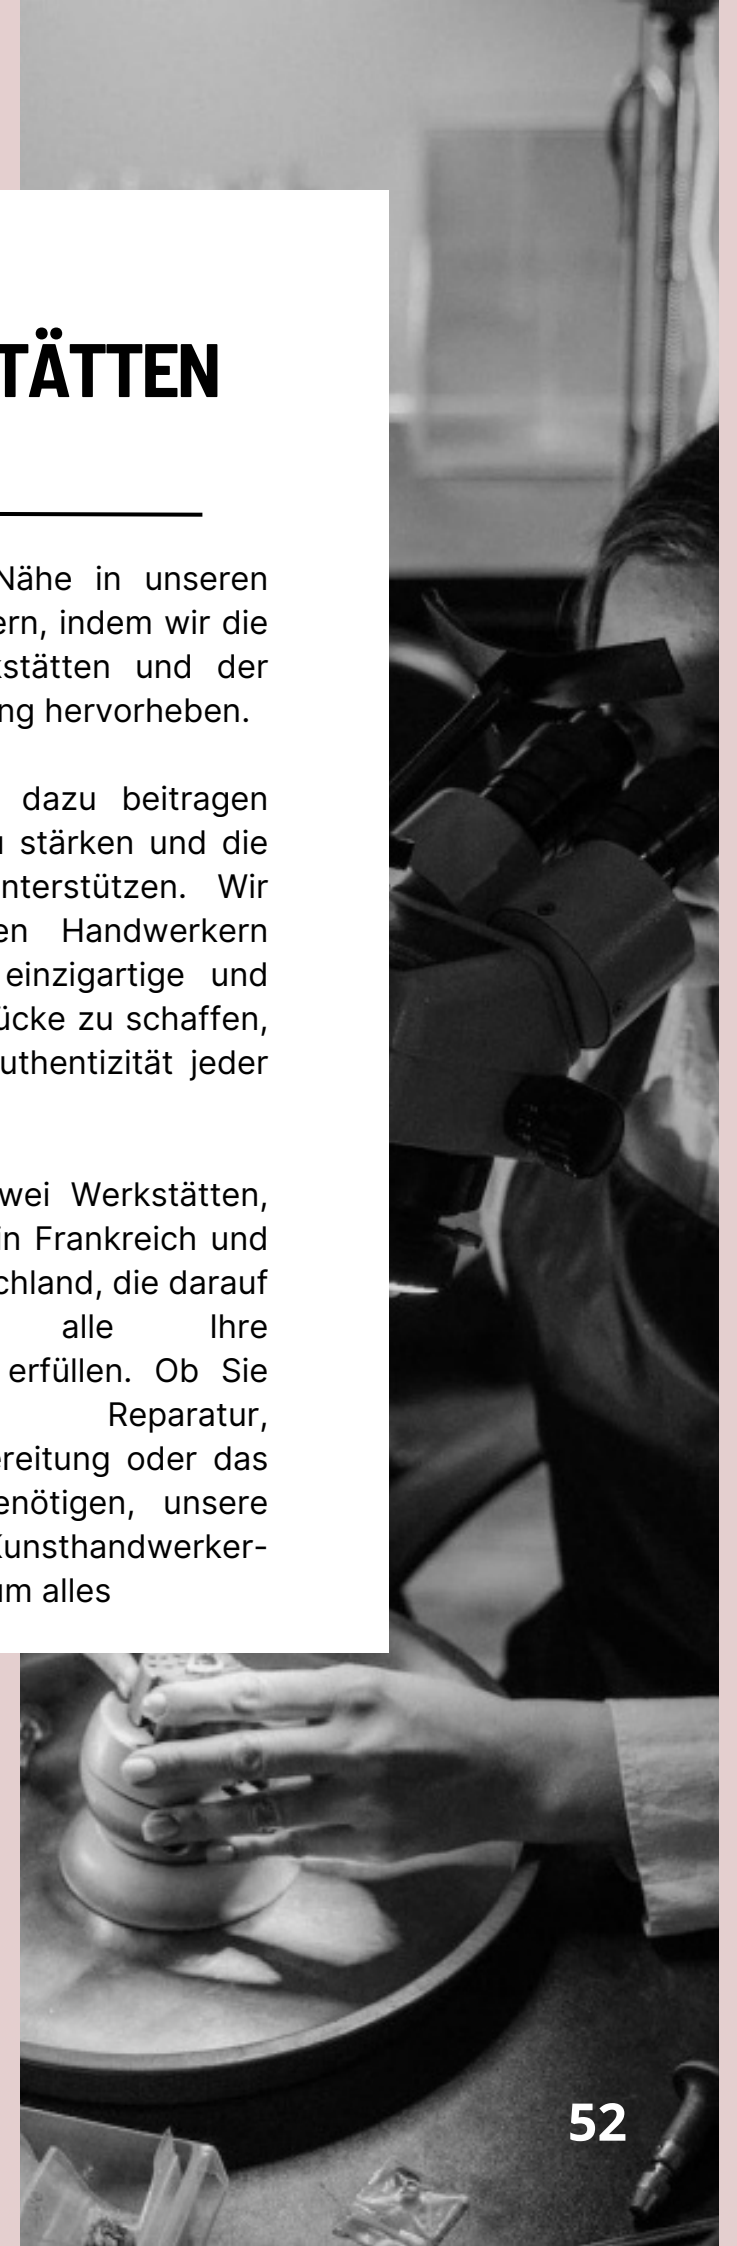 TÄTTEN
Nähe in unseren
ern, indem wir die
kstätten und der
ng hervorheben.
dazu beitragen
u stärken und die
nterstützen. Wir
en Handwerkern
einzigartige und
ücke zu schaffen,
uthentizität jeder
wei Werkstätten,
in Frankreich und
chland, die darauf
alle Ihre
erfüllen. Ob Sie
Reparatur,
ereitung oder das
enötigen, unsere
Kunsthandwerker-
um alles
52